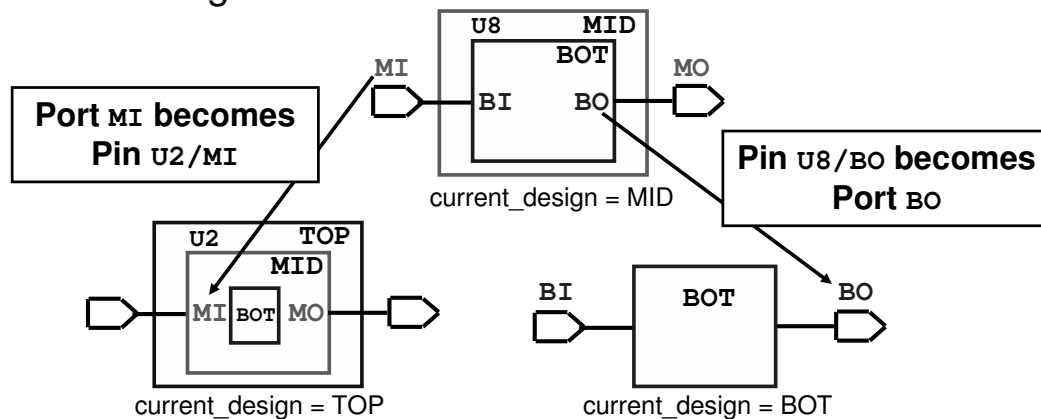 U8 MID
BOT
MI
MO
BI BO
Port MI becomes
Pin U2/MI
Pin U8/BO becomes
Port BO
current_design = MID
U2 TOP
MID
MI BOT MO
current_design = TOP
BI BOT BO
current_design = BOT